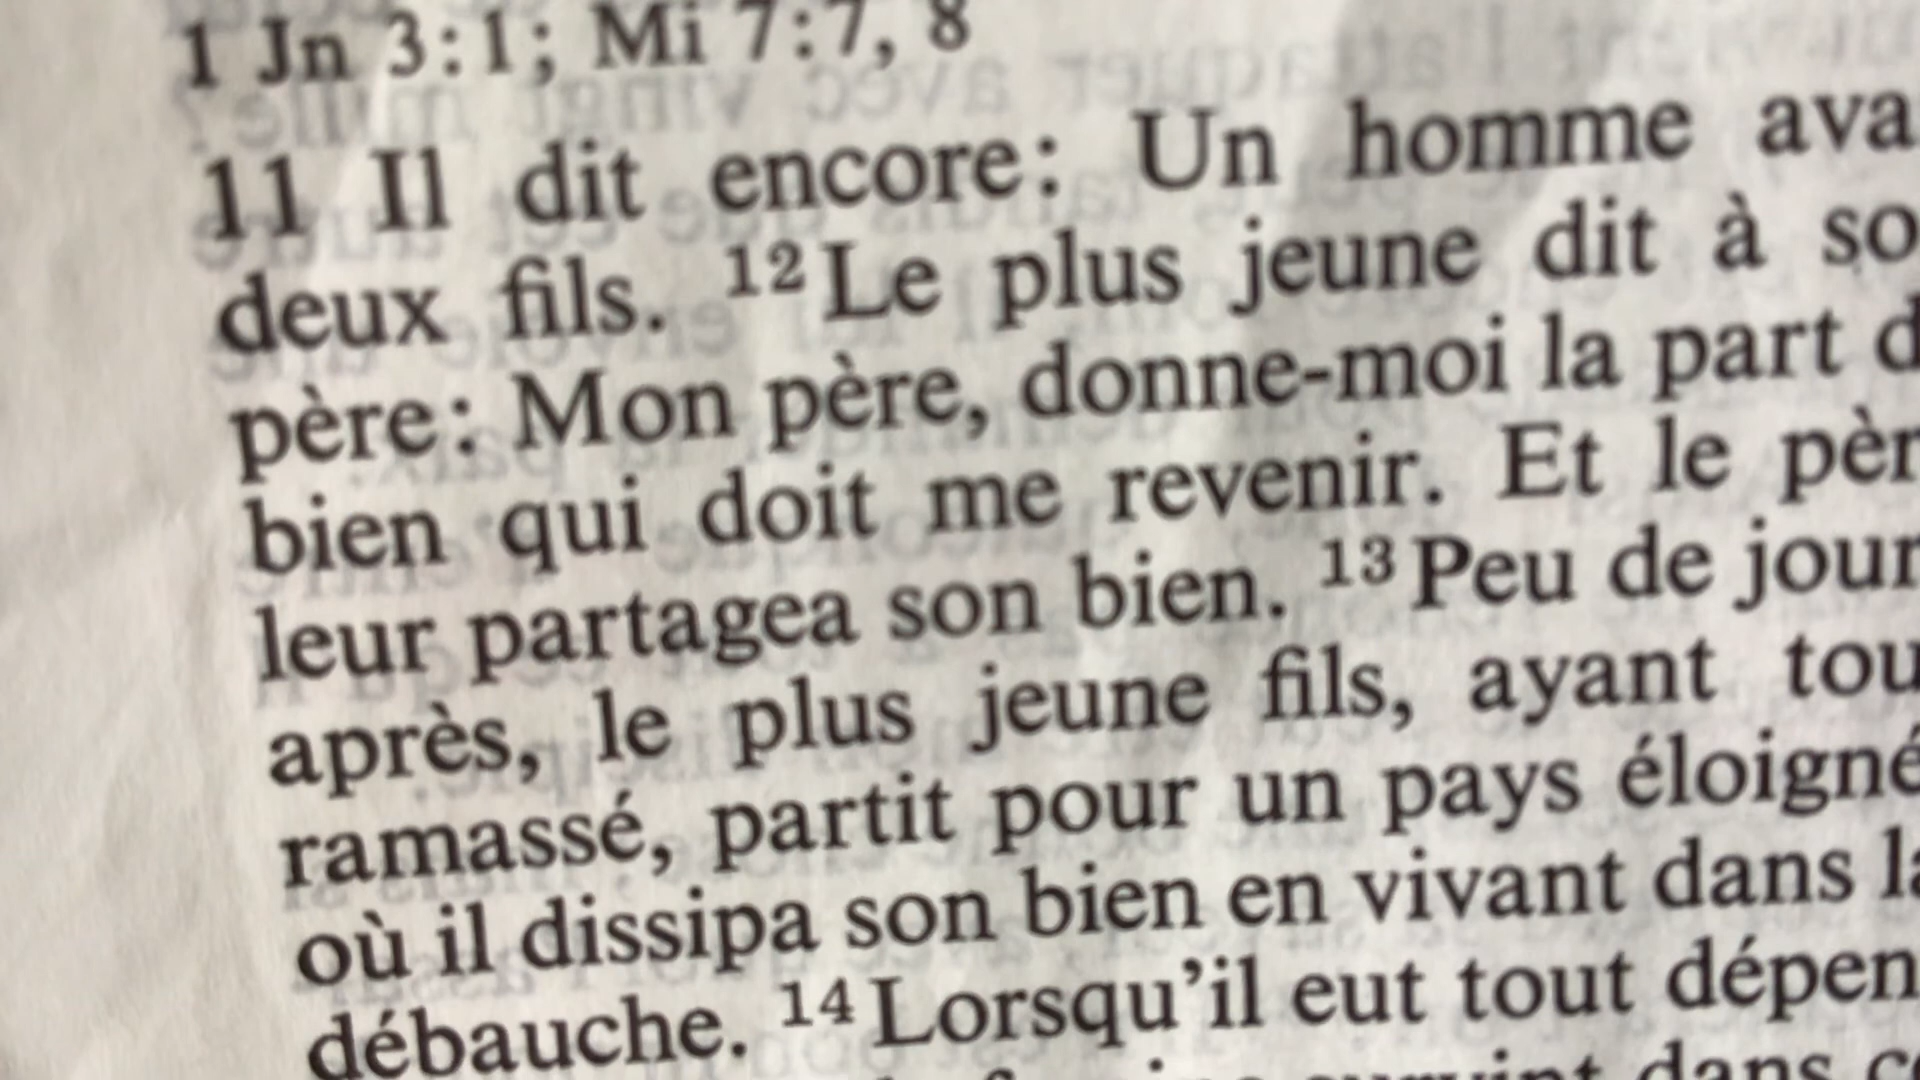 1 Jn 3:1; Mi 7:7, 8
11 Il dit encore: Un homme ava
deux fils. 12 Le plus jeune dit à so
père: Mon père, donne-moi la part d
bien qui doit me revenir. Et le pèr
leur partagea son bien. 13 Peu de jour
après, le plus jeune fils, ayant tou
ramassé, partit pour un pays éloigné
où il dissipa son bien en vivant dans la
débauche. 14 Lorsqu'il eut tout dépen
survint dans